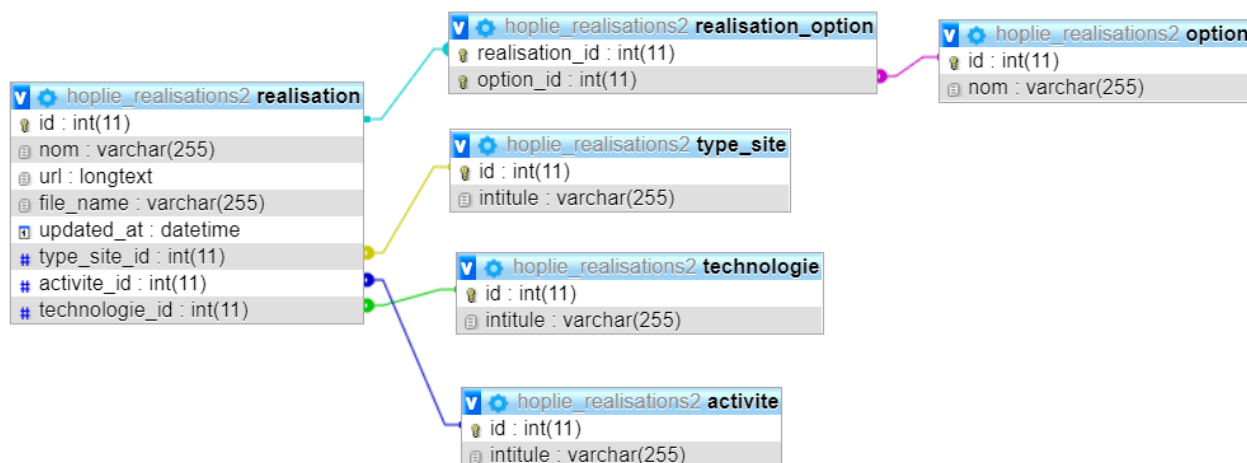 hoplie_realisations2 realisation_option
realisation_id : int(11)
option_id : int(11)
hoplie_realisations2 option
id : int(11)
nom : varchar(255)
hoplie_realisations2 realisation
id : int(11)
nom : varchar(255)
url : longtext
file_name : varchar(255)
updated_at : datetime
type_site_id : int(11)
activite_id : int(11)
technologie_id : int(11)
hoplie_realisations2 type_site
id : int(11)
intitule : varchar(255)
hoplie_realisations2 technologie
id : int(11)
intitule : varchar(255)
hoplie_realisations2 activite
id : int(11)
intitule : varchar(255)